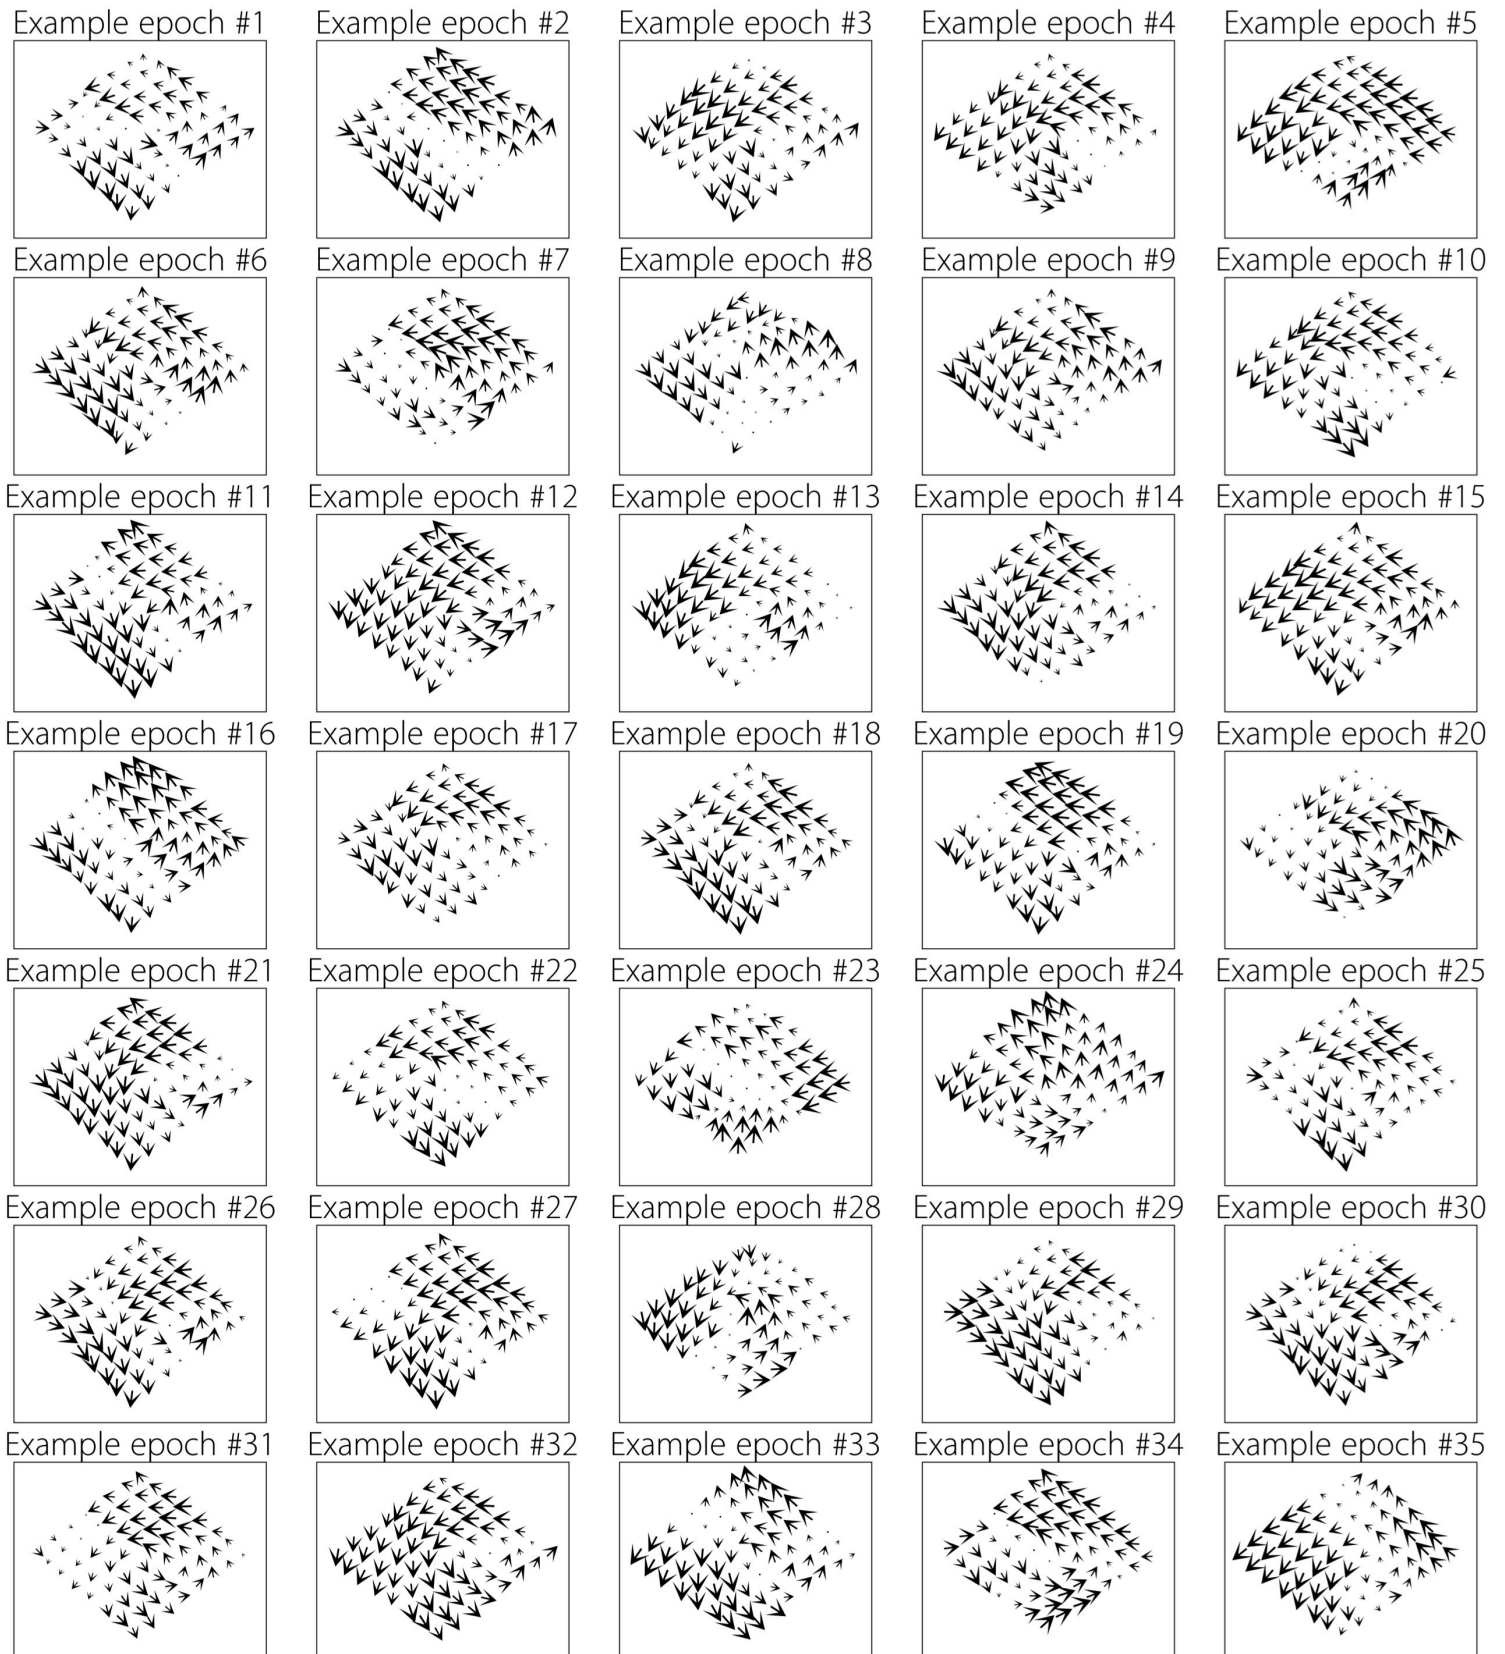 Example epoch #1
Example epoch #2
Example epoch #3
Example epoch #4
Example epoch #5
Example epoch #6
Example epoch #7
Example epoch #8
Example epoch #9
Example epoch #10
Example epoch #11
Example epoch #12
Example epoch #13
Example epoch #14
Example epoch #15
Example epoch #16
Example epoch #17
Example epoch #18
Example epoch #19
Example epoch #20
Example epoch #21
Example epoch #22
Example epoch #23
Example epoch #24
Example epoch #25
Example epoch #26
Example epoch #27
Example epoch #28
Example epoch #29
Example epoch #30
Example epoch #31
Example epoch #32
Example epoch #33
Example epoch #34
Example epoch #35